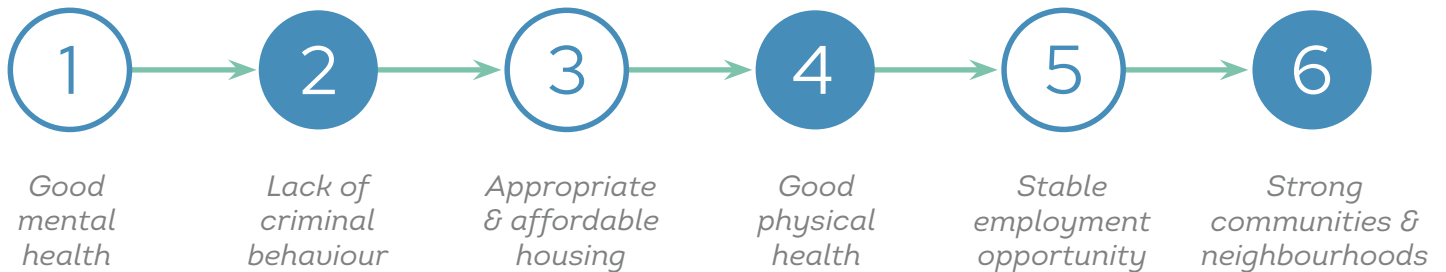 1
2
3
4
5
6
Good
mental
health
Lack of
criminal
behaviour
Appropriate
& affordable
housing
Good
physical
health
Stable
employment
opportunity
Strong
communities &
neighbourhoods